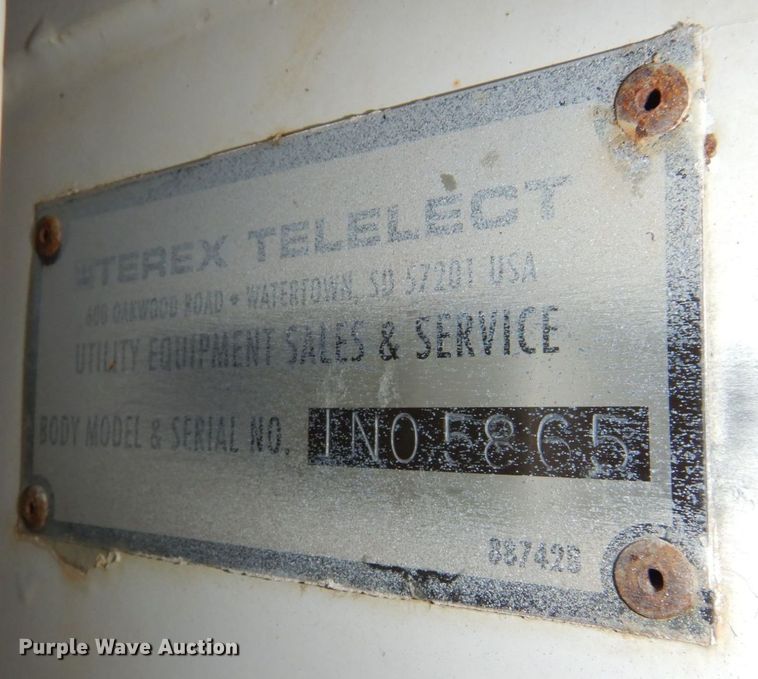 TEREX TELELECT
600 OAKWOOD ROAD • WATERTOWN, SD 57201 USA
UTILITY EQUIPMENT SALES & SERVICE
BODY MODEL & SERIAL NO. JNO5865
887428
Purple Wave Auction